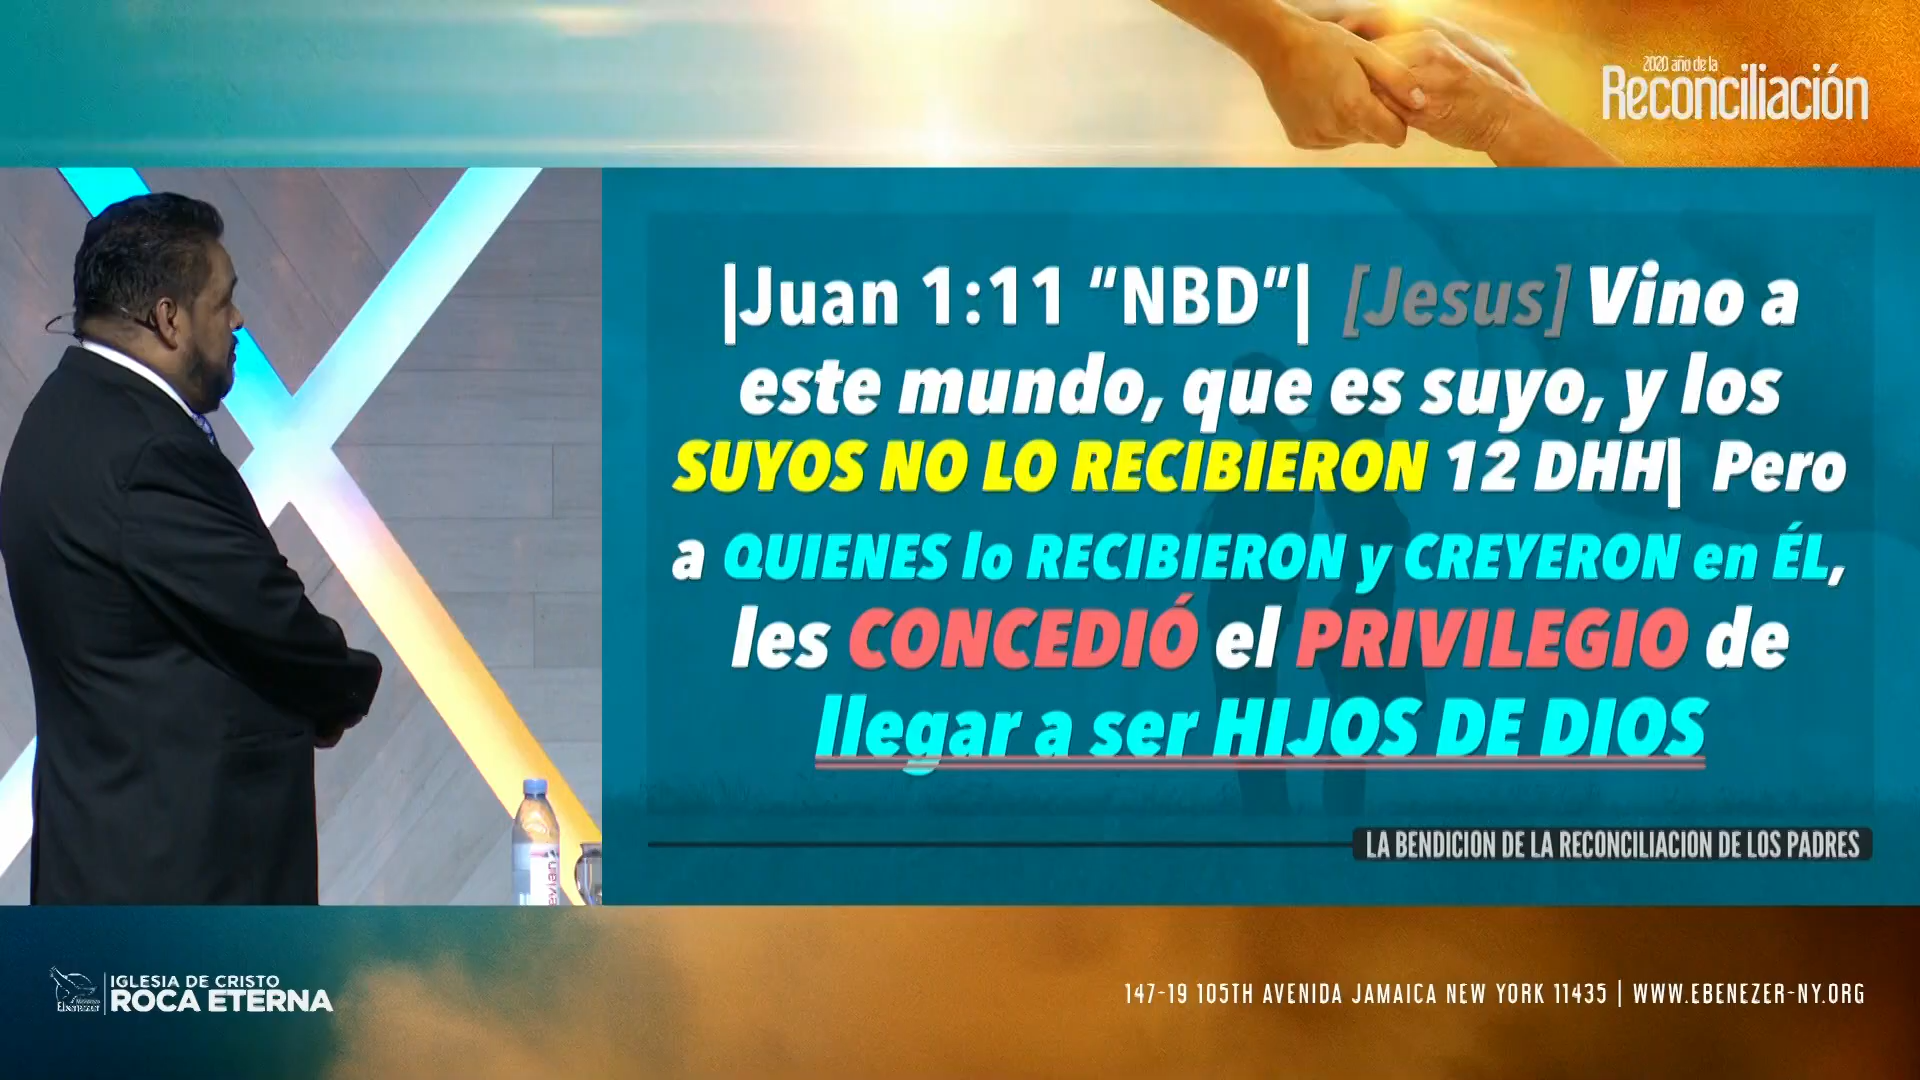 2020 año de la
Reconciliación
|Juan 1:11 “NBD”| [Jesus] Vino a
este mundo, que es suyo, y los
SUYOS NO LO RECIBIERON 12 DHH| Pero
a QUIENES lo RECIBIERON y CREYERON en ÉL,
les CONCEDIÓ el PRIVILEGIO de
llegar a ser HIJOS DE DIOS
LA BENDICION DE LA RECONCILIACION DE LOS PADRES
evian
Ebenezer
IGLESIA DE CRISTO
ROCA ETERNA
147-19 105TH AVENIDA JAMAICA NEW YORK 11435 | WWW.EBENEZER-NY.ORG